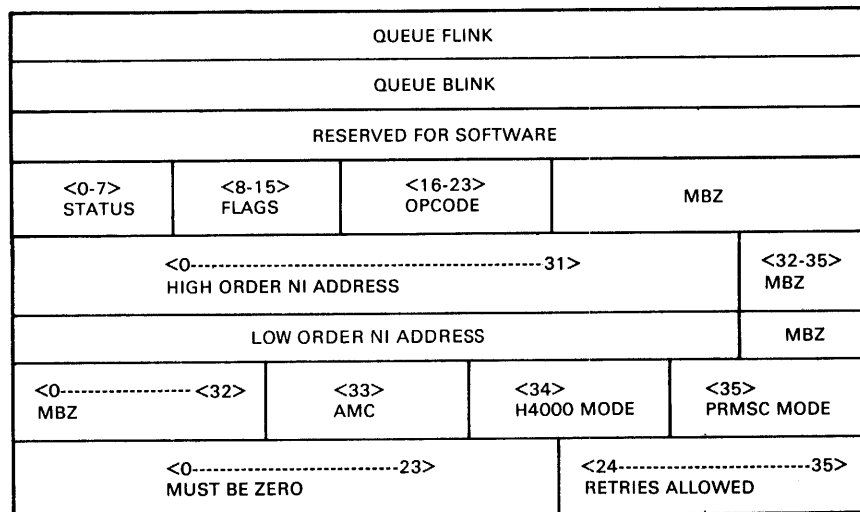 QUEUE FLINK
QUEUE BLINK
RESERVED FOR SOFTWARE
<0-7> <8-15> <16-23> MBZ
STATUS FLAGS OPCODE
<0--------------------------------------------------31> <32-35>
HIGH ORDER NI ADDRESS MBZ
LOW ORDER NI ADDRESS MBZ
<0------------------ <32> <33> <34> <35>
MBZ AMC H4000 MODE PRMSC MODE
<0--------------------------23> <24------------------------35>
MUST BE ZERO RETRIES ALLOWED